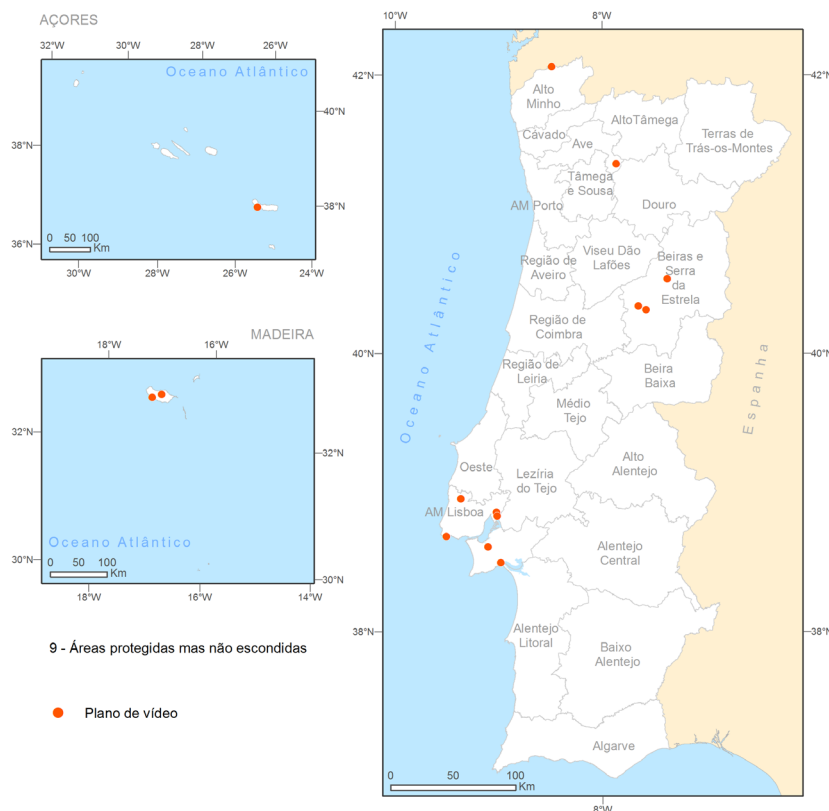 AÇORES
32°W
30°W
28°W
26°W
Oceano Atlântico
40°N
38°N
38°N
36°N
0 50 100
Km
30°W
28°W
26°W
24°W
MADEIRA
18°W
16°W
32°N
32°N
Oceano Atlântico
30°N
0 50 100
Km
30°N
18°W
16°W
14°W
9 - Áreas protegidas mas não escondidas
Plano de vídeo
10°W
8°W
42°N
42°N
Alto
Minho
AltoTâmega
Terras de
Trás-os-Montes
Cávado
Ave
Tâmega
e Sousa
AM Porto
Douro
Viseu Dão
Lafões
Região de
Aveiro
Beiras e
Serra
da
Estrela
Região de
Coimbra
40°N
40°N
Região de
Leiria
Beira
Baixa
Médio
Tejo
Oceano Atlântico
Espanha
Oeste
Lezíria
do Tejo
Alto
Alentejo
AM Lisboa
Alentejo
Central
38°N
38°N
Alentejo
Litoral
Baixo
Alentejo
Algarve
0 50 100
Km
8°W